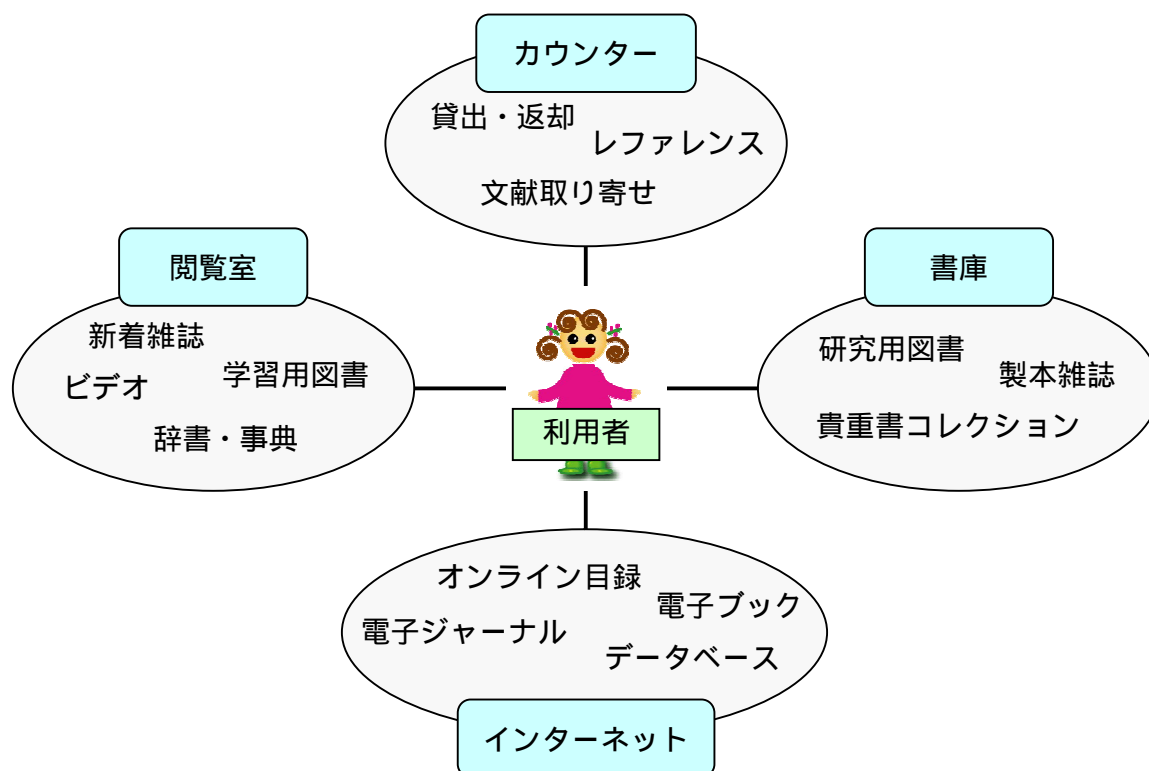 カウンター
貸出・返却
レファレンス
文献取り寄せ
閲覧室
新着雑誌
学習用図書
ビデオ
辞書・事典
書庫
研究用図書
製本雑誌
貴重書コレクション
利用者
オンライン目録
電子ブック
電子ジャーナル
データベース
インターネット